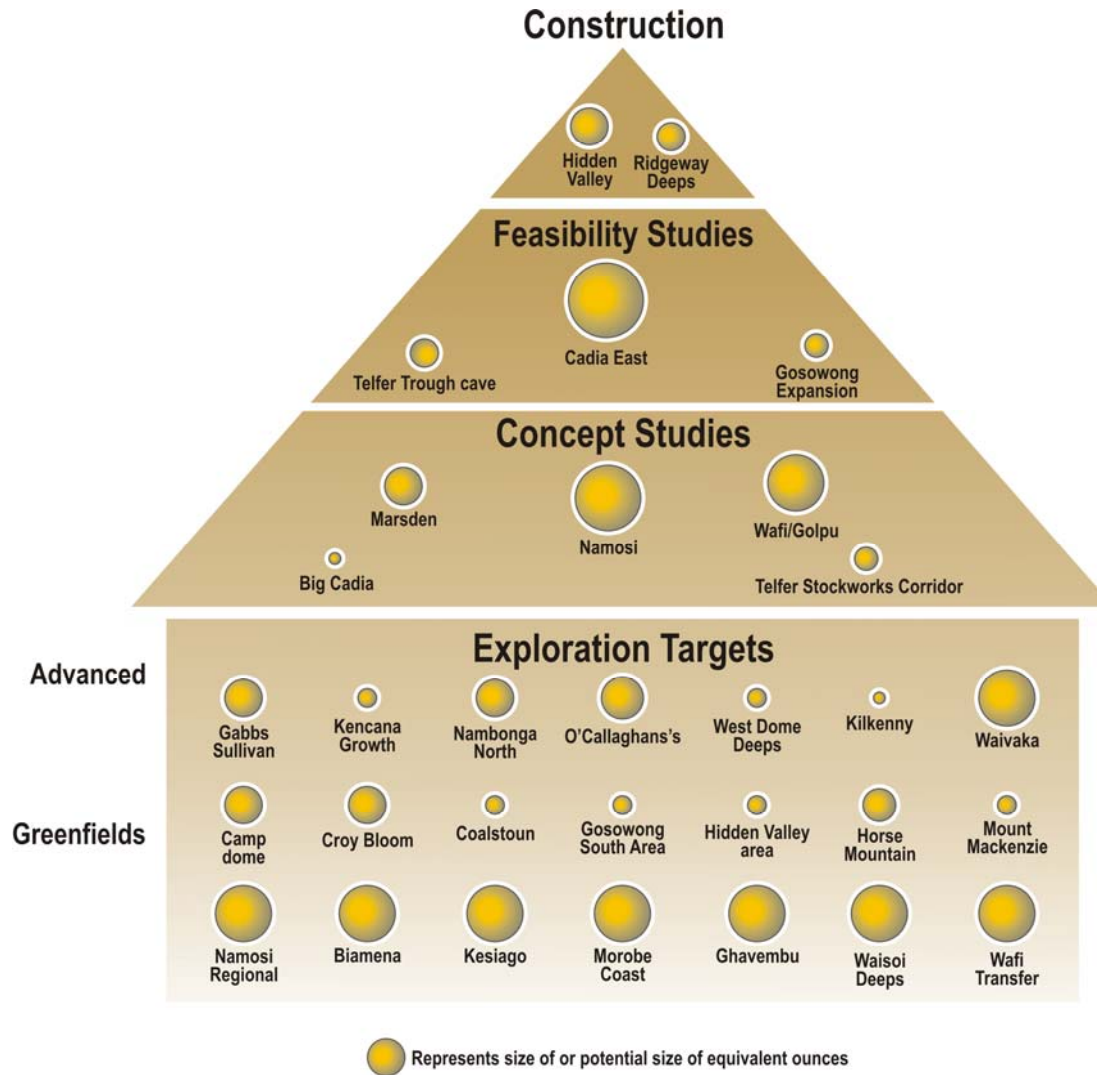 Construction
Hidden
Valley
Ridgeway
Deeps
Feasibility Studies
Cadia East
Telfer Trough cave
Gosowong
Expansion
Concept Studies
Marsden
Namosi
Wafi/Golpu
Big Cadia
Telfer Stockworks Corridor
Advanced
Exploration Targets
Gabbs
Sullivan
Kencana
Growth
Nambonga
North
O'Callaghans's
West Dome
Deeps
Kilkenny
Waivaka
Greenfields
Camp
dome
Croy Bloom
Coalstoun
Gosowong
South Area
Hidden Valley
area
Horse
Mountain
Mount
Mackenzie
Namosi
Regional
Biamena
Kesiago
Morobe
Coast
Ghavembu
Waisoi
Deeps
Wafi
Transfer
Represents size of or potential size of equivalent ounces